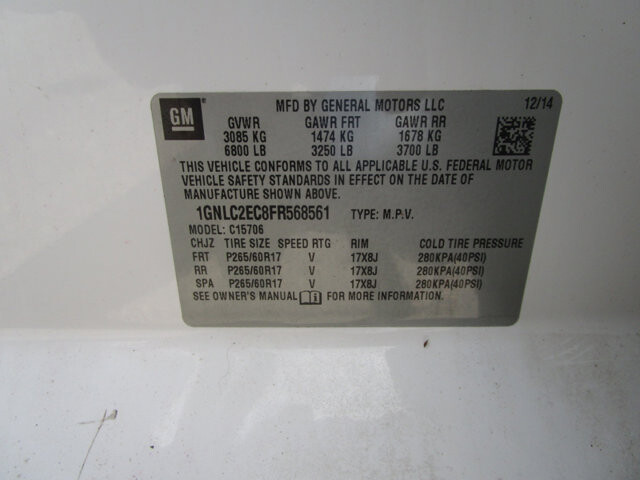 GM
MFD BY GENERAL MOTORS LLC 12/14
GVWR GAWR FRT GAWR RR
3085 KG 1474 KG 1678 KG
6800 LB 3250 LB 3700 LB
THIS VEHICLE CONFORMS TO ALL APPLICABLE U.S. FEDERAL MOTOR
VEHICLE SAFETY STANDARDS IN EFFECT ON THE DATE OF
MANUFACTURE SHOWN ABOVE.
1GNLC2EC8FR568561 TYPE: M.P.V.
MODEL: C15706
CHJZ TIRE SIZE SPEED RTG RIM COLD TIRE PRESSURE
FRT P265/60R17 V 17X8J 280KPA(40PSI)
RR P265/60R17 V 17X8J 280KPA(40PSI)
SPA P265/60R17 V 17X8J 280KPA(40PSI)
SEE OWNER'S MANUAL FOR MORE INFORMATION.